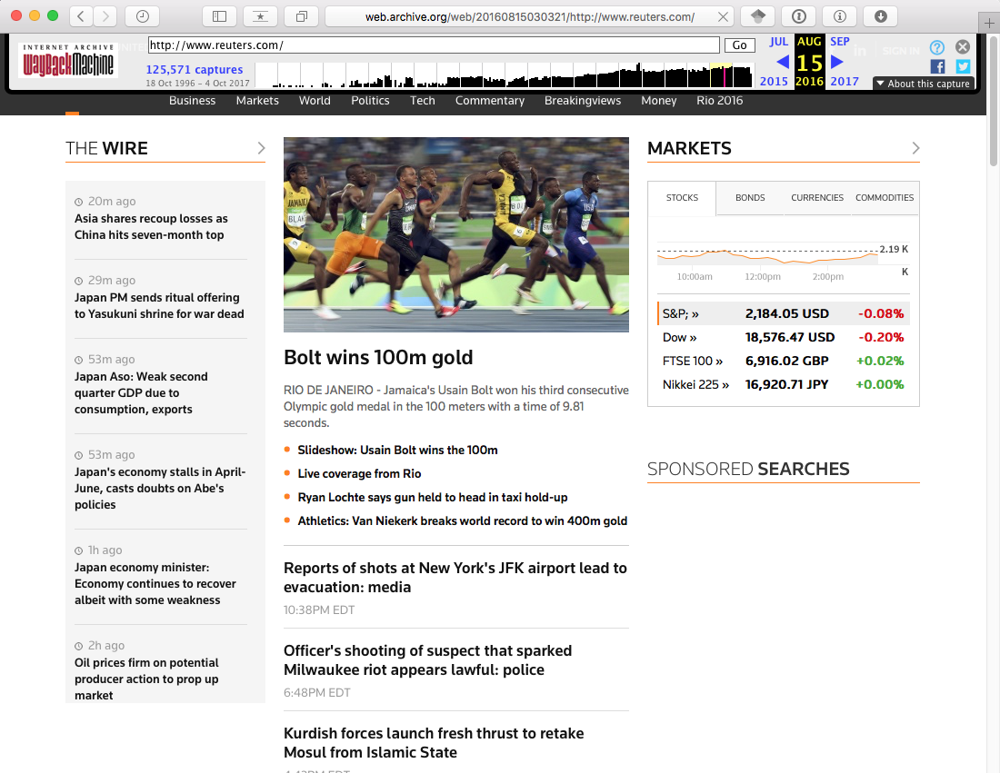 web.archive.org/web/20160815030321/http://www.reuters.com/
INTERNET ARCHIVE
WayBackMachine
http://www.reuters.com/
Go
125,571 captures
18 Oct 1996 – 4 Oct 2017
JUL AUG SEP
15
2015 2016 2017
SIGN IN
About this capture
Business Markets World Politics Tech Commentary Breakingviews Money Rio 2016
THE WIRE
20m ago
Asia shares recoup losses as
China hits seven-month top
29m ago
Japan PM sends ritual offering
to Yasukuni shrine for war dead
53m ago
Japan Aso: Weak second
quarter GDP due to
consumption, exports
53m ago
Japan's economy stalls in April-
June, casts doubts on Abe's
policies
1h ago
Japan economy minister:
Economy continues to recover
albeit with some weakness
2h ago
Oil prices firm on potential
producer action to prop up
market
Bolt wins 100m gold
RIO DE JANEIRO - Jamaica's Usain Bolt won his third consecutive
Olympic gold medal in the 100 meters with a time of 9.81
seconds.
Slideshow: Usain Bolt wins the 100m
Live coverage from Rio
Ryan Lochte says gun held to head in taxi hold-up
Athletics: Van Niekerk breaks world record to win 400m gold
Reports of shots at New York's JFK airport lead to
evacuation: media
10:38PM EDT
Officer's shooting of suspect that sparked
Milwaukee riot appears lawful: police
6:48PM EDT
Kurdish forces launch fresh thrust to retake
Mosul from Islamic State
MARKETS
STOCKS BONDS CURRENCIES COMMODITIES
2.19 K
K
10:00am 12:00pm 2:00pm
S&P; » 2,184.05 USD -0.08%
Dow » 18,576.47 USD -0.20%
FTSE 100 » 6,916.02 GBP +0.02%
Nikkei 225 » 16,920.71 JPY +0.00%
SPONSORED SEARCHES